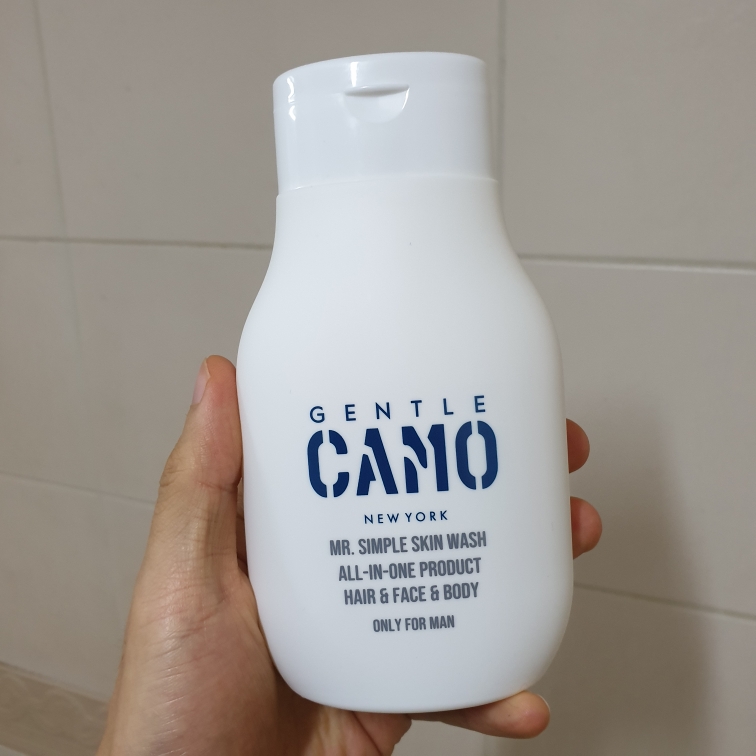 GENTLE
CAMO
NEW YORK
MR. SIMPLE SKIN WASH
ALL-IN-ONE PRODUCT
HAIR & FACE & BODY
ONLY FOR MAN